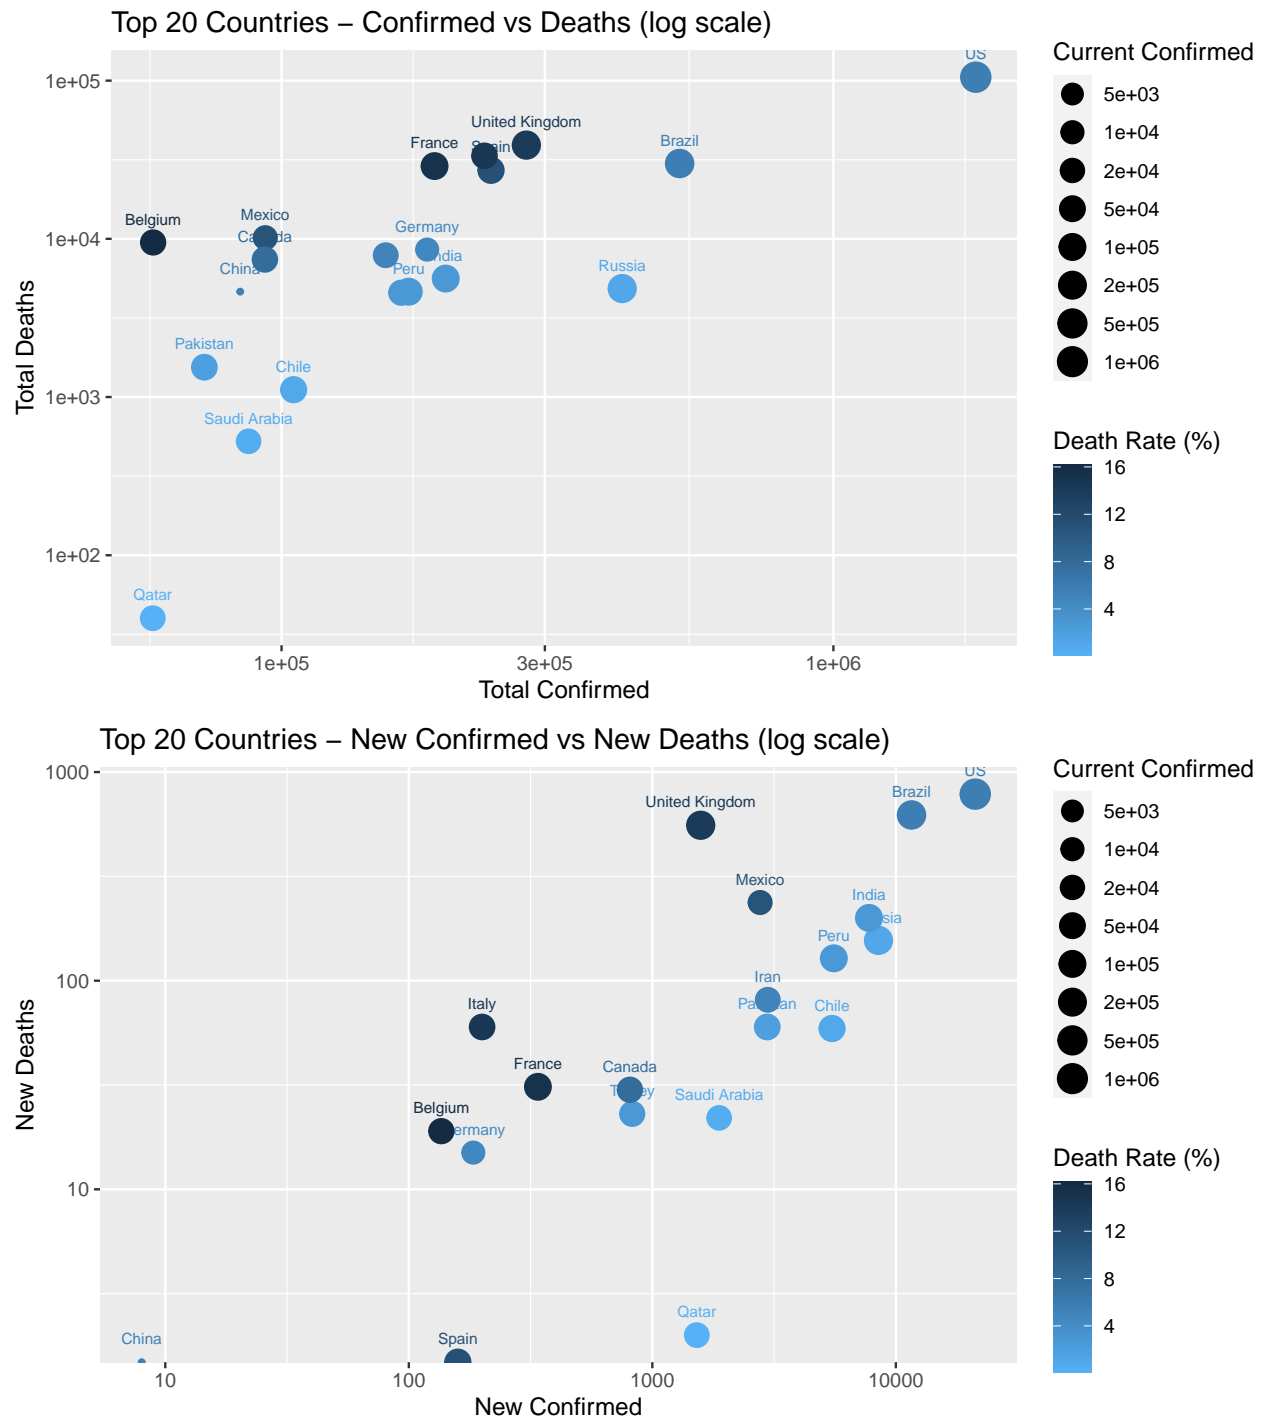 Top 20 Countries – Confirmed vs Deaths (log scale)
Total Deaths
1e+05
1e+04
1e+03
1e+02
US
United Kingdom
France
Brazil
Belgium
Mexico
Germany
China
Peru
Russia
Pakistan
Chile
Saudi Arabia
Qatar
1e+05
3e+05
1e+06
Total Confirmed
Current Confirmed
5e+03
1e+04
2e+04
5e+04
1e+05
2e+05
5e+05
1e+06
Death Rate (%)
16
12
8
4
Top 20 Countries – New Confirmed vs New Deaths (log scale)
New Deaths
1000
100
10
US
Brazil
United Kingdom
Mexico
India
Peru
Iran
Italy
Chile
France
Canada
Saudi Arabia
Belgium
Qatar
China
Spain
10
100
1000
10000
New Confirmed
Current Confirmed
5e+03
1e+04
2e+04
5e+04
1e+05
2e+05
5e+05
1e+06
Death Rate (%)
16
12
8
4